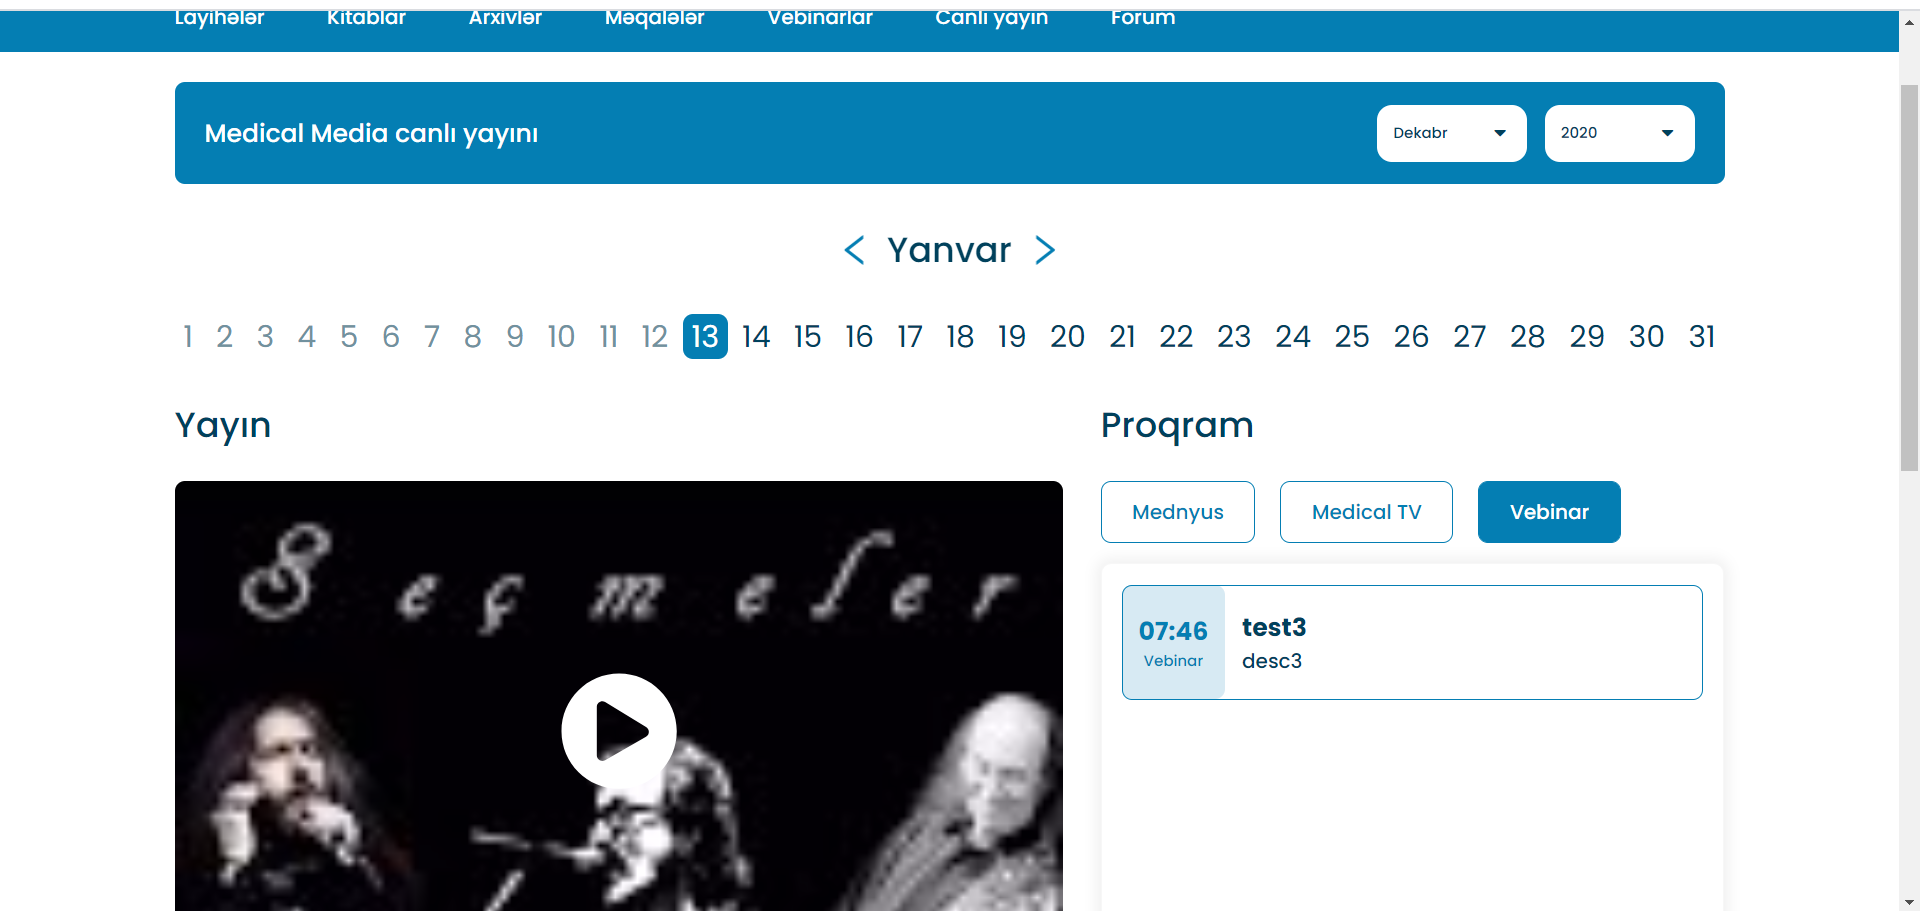 Layihələr Kitablar Arxivlər Məqalələr Vebinarlar Canlı yayın Forum
Medical Media canlı yayını
Dekabr
2020
Yanvar
1 2 3 4 5 6 7 8 9 10 11 12 13 14 15 16 17 18 19 20 21 22 23 24 25 26 27 28 29 30 31
Yayın
Seçmeler
Proqram
Mednyus Medical TV Vebinar
07:46
Vebinar
test3
desc3